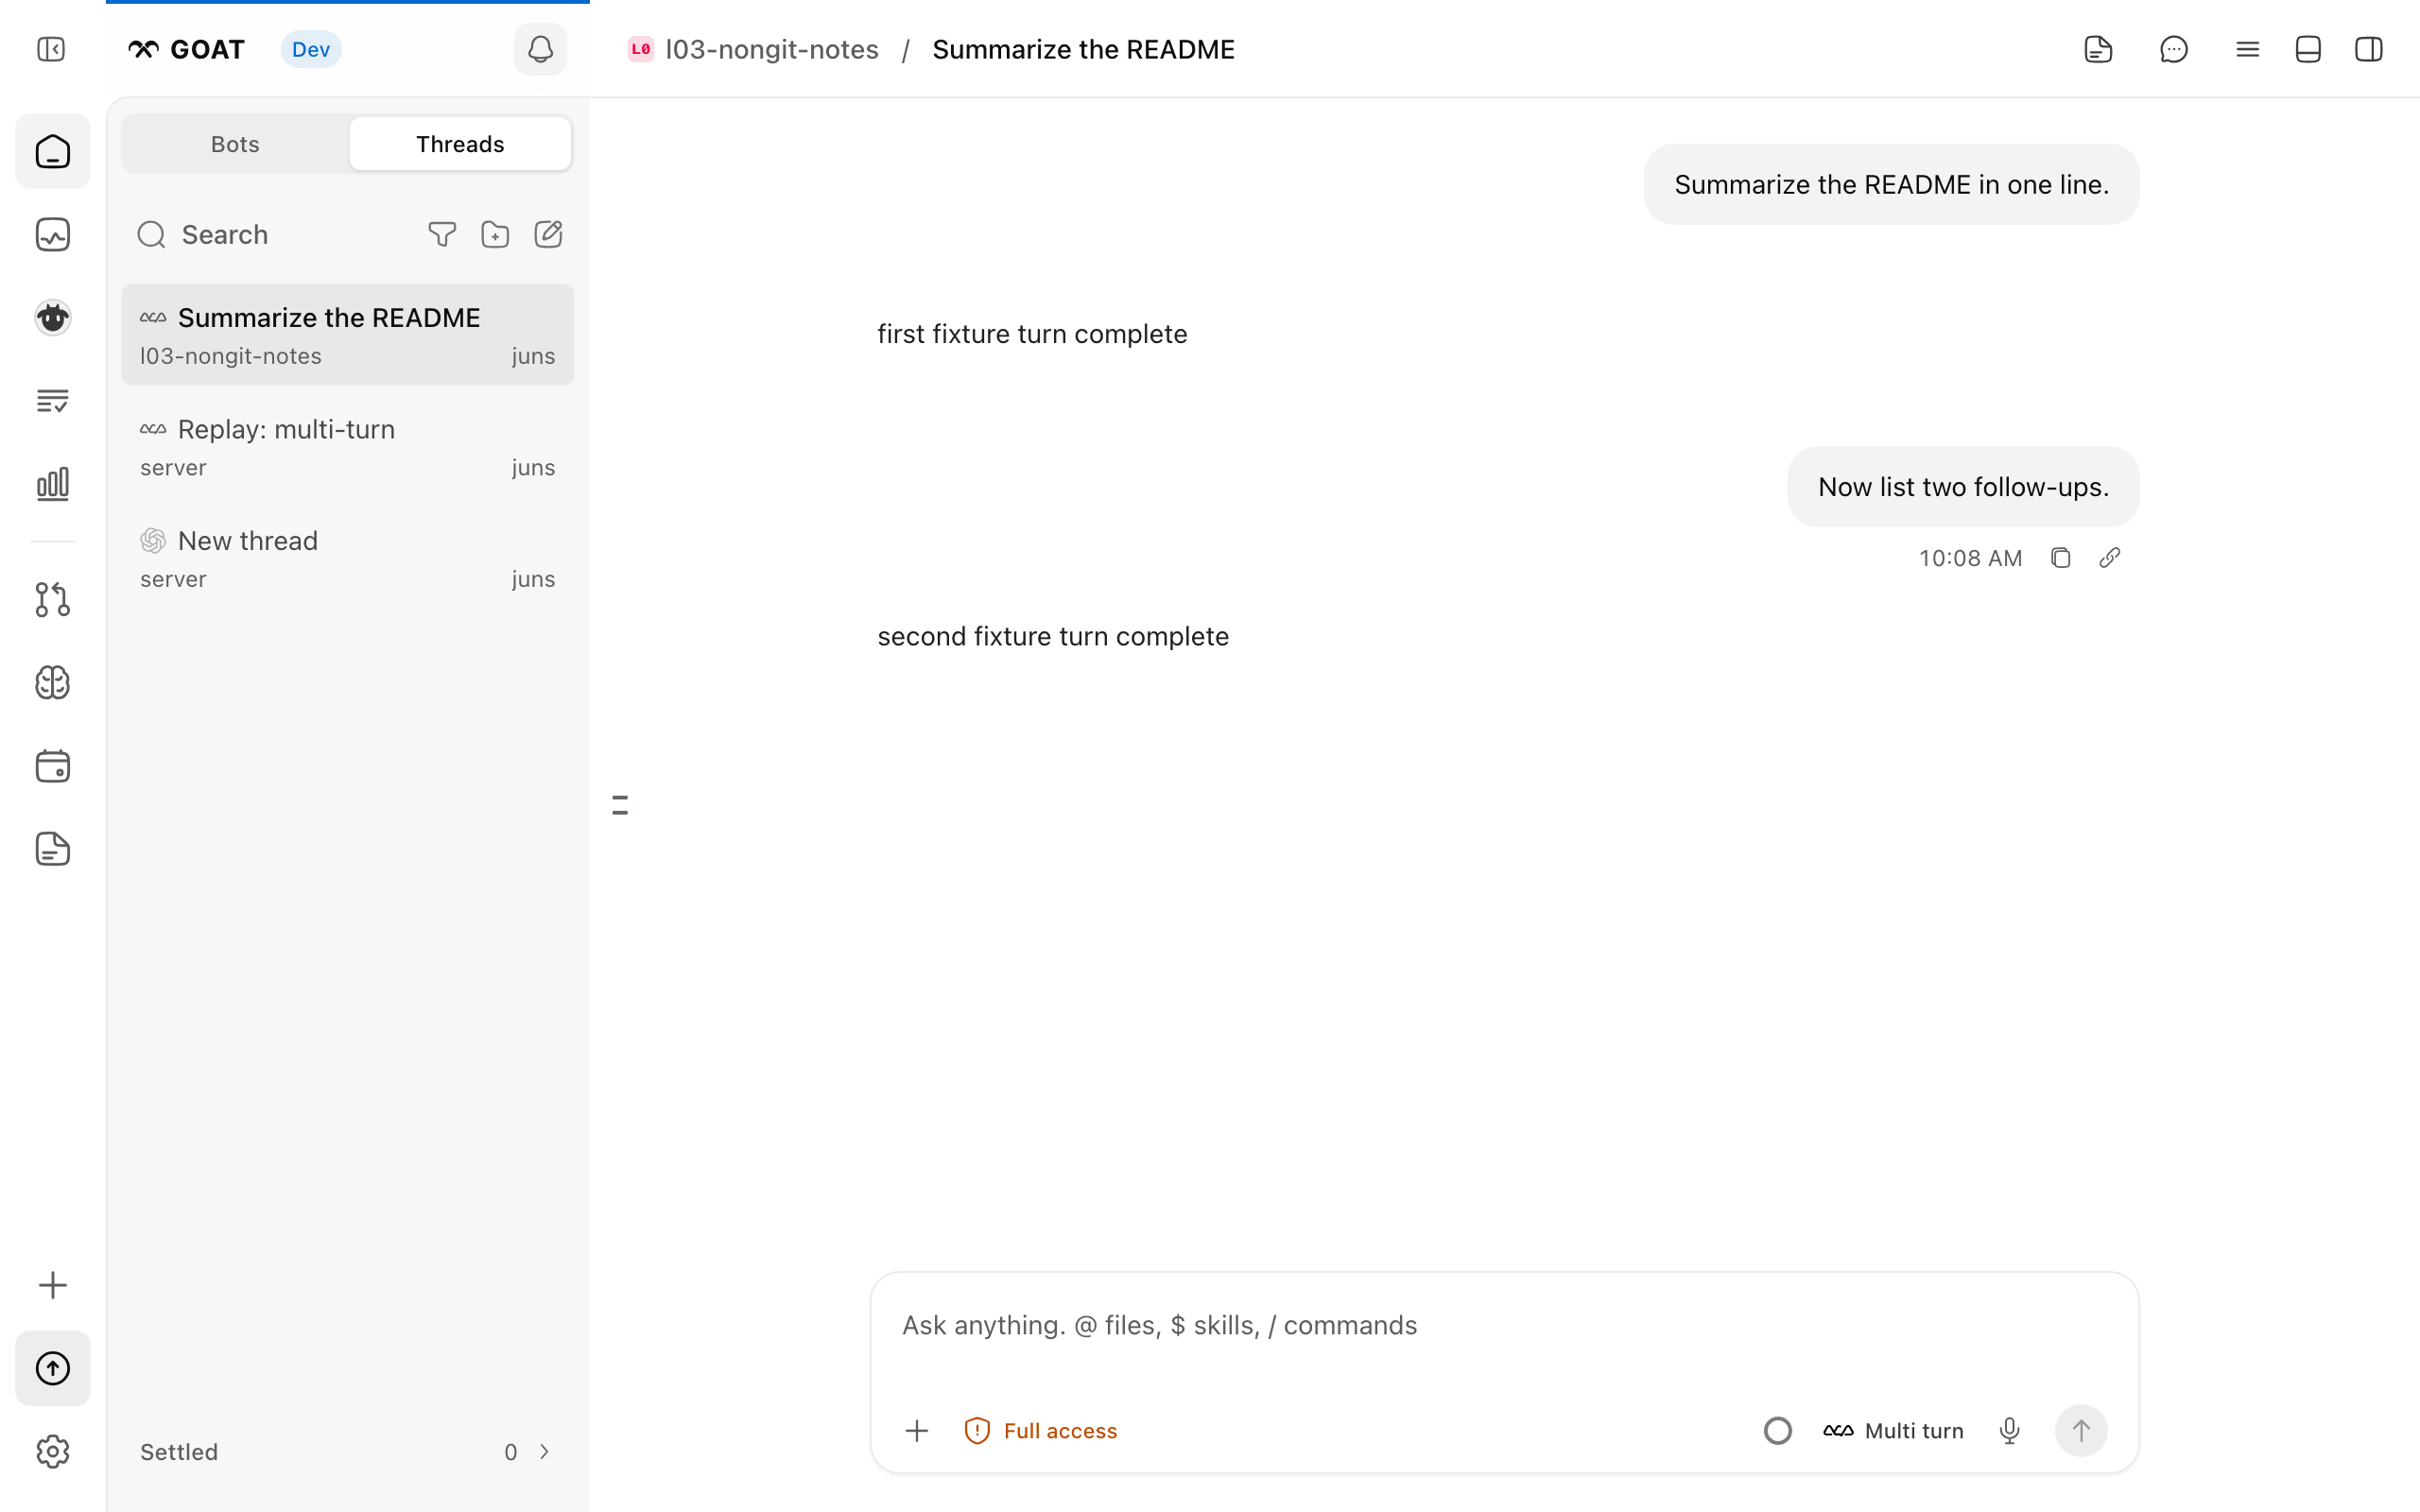 GOAT
Dev
L0 l03-nongit-notes / Summarize the README
Bots
Threads
Search
Summarize the README
l03-nongit-notes juns
Replay: multi-turn
server juns
New thread
server juns
Settled 0
Summarize the README in one line.
first fixture turn complete
Now list two follow-ups.
10:08 AM
second fixture turn complete
Ask anything. @ files, $ skills, / commands
Full access
Multi turn